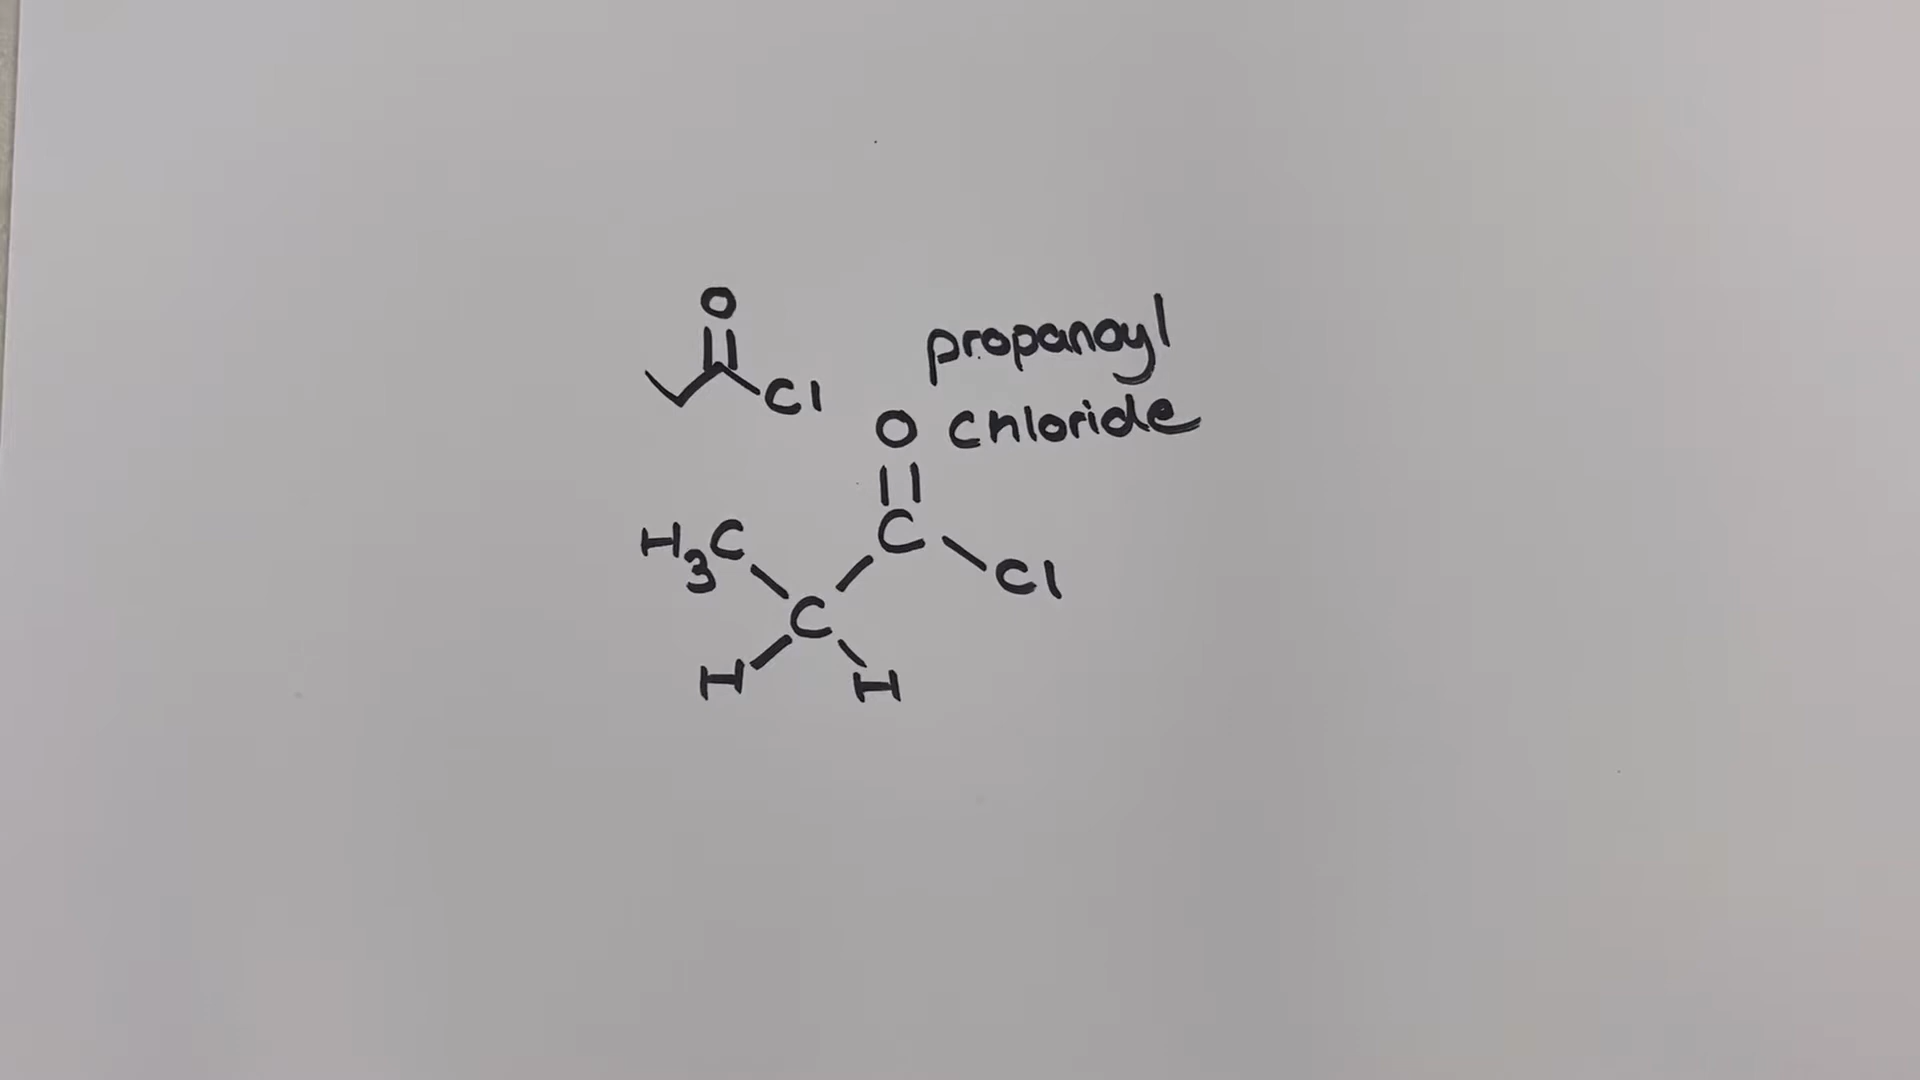 O
Cl
propanoyl
chloride
O
C
H₃C
Cl
C
H H